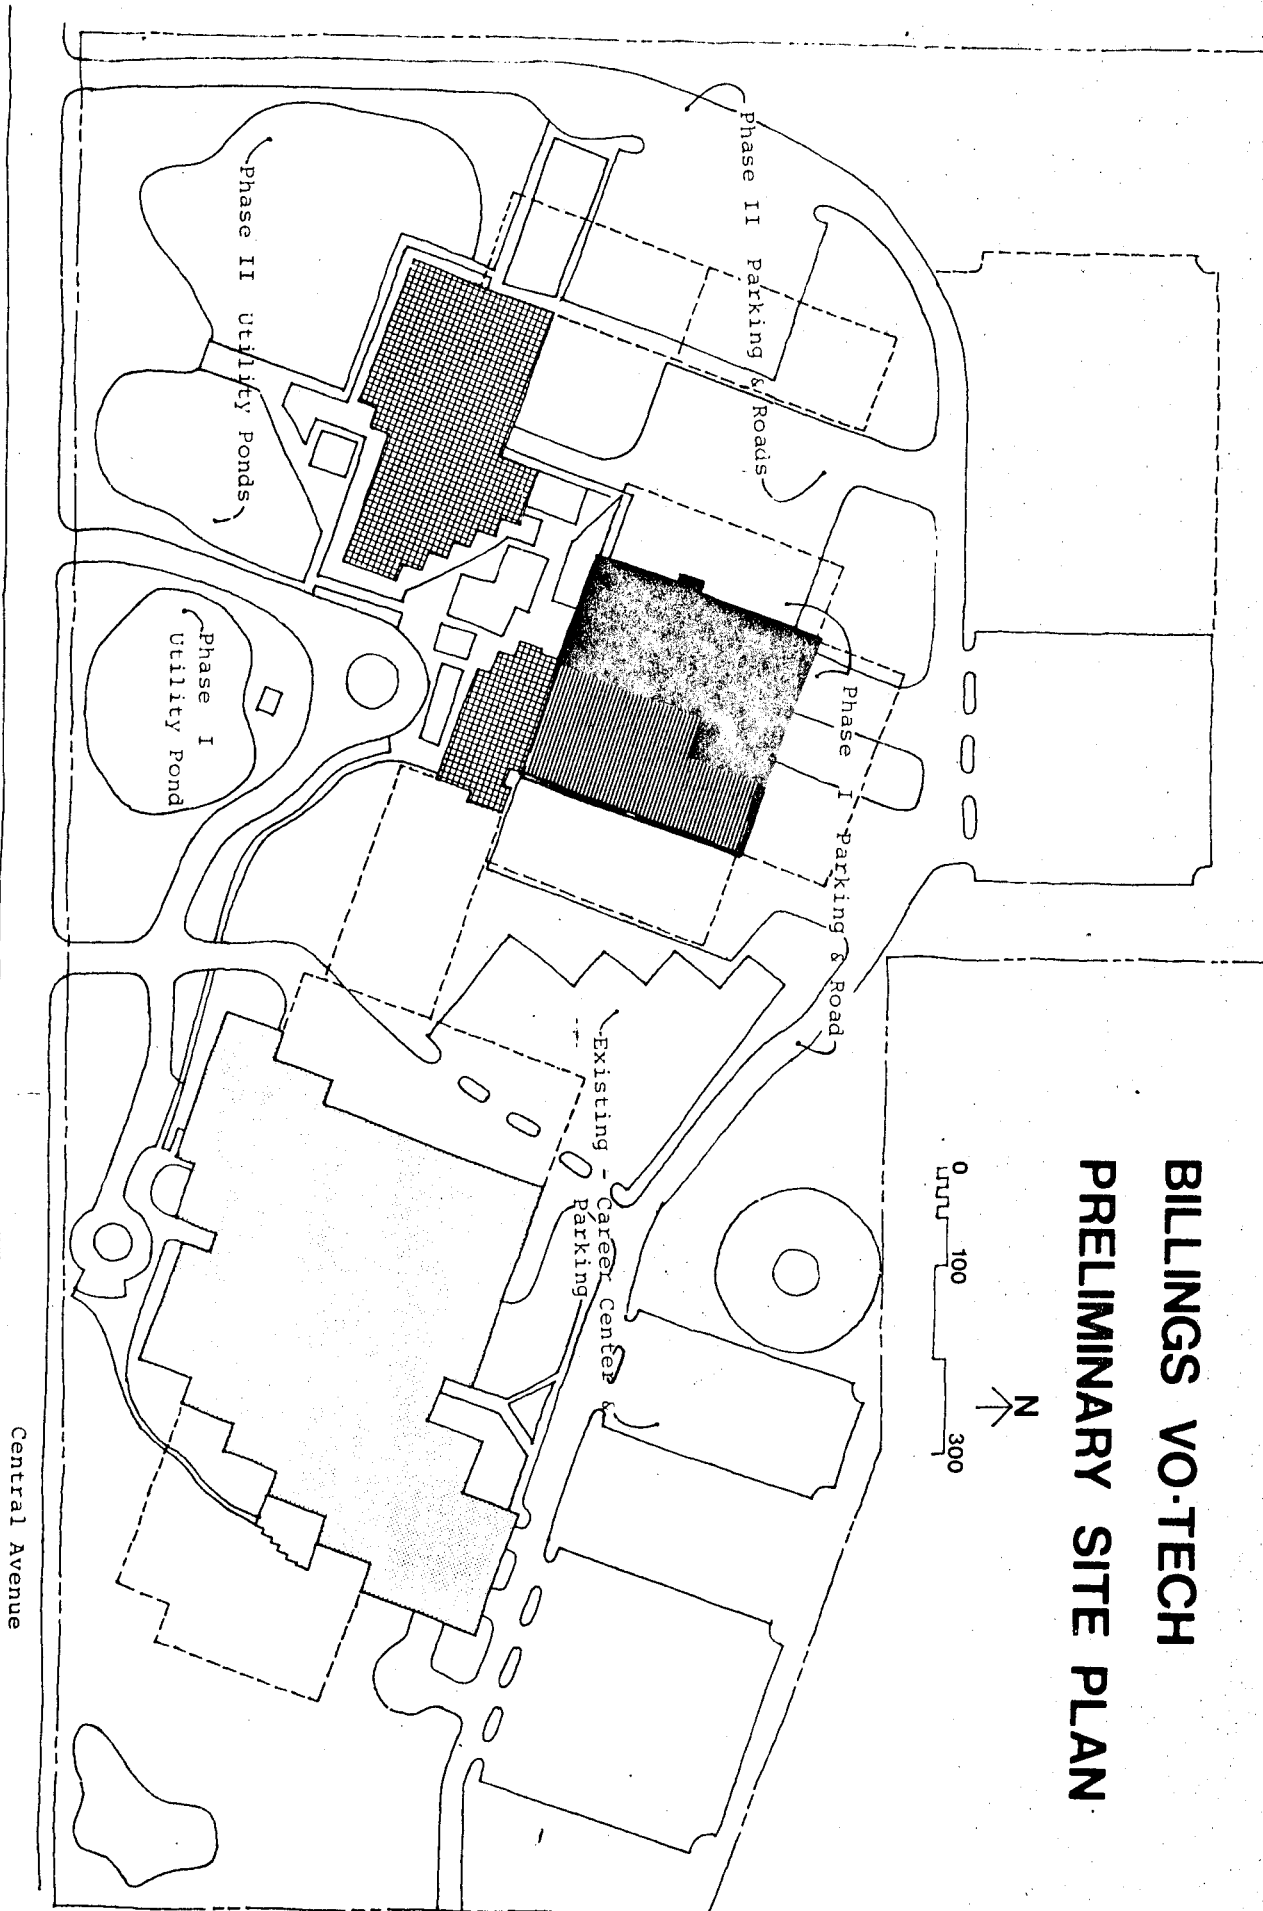 BILLINGS VO-TECH
PRELIMINARY SITE PLAN
N
0 100 300
Phase II Parking & Roads
Phase I Parking & Road
Existing - Career Center &
Parking
Phase II Utility Ponds
Phase I
Utility Pond
Central Avenue